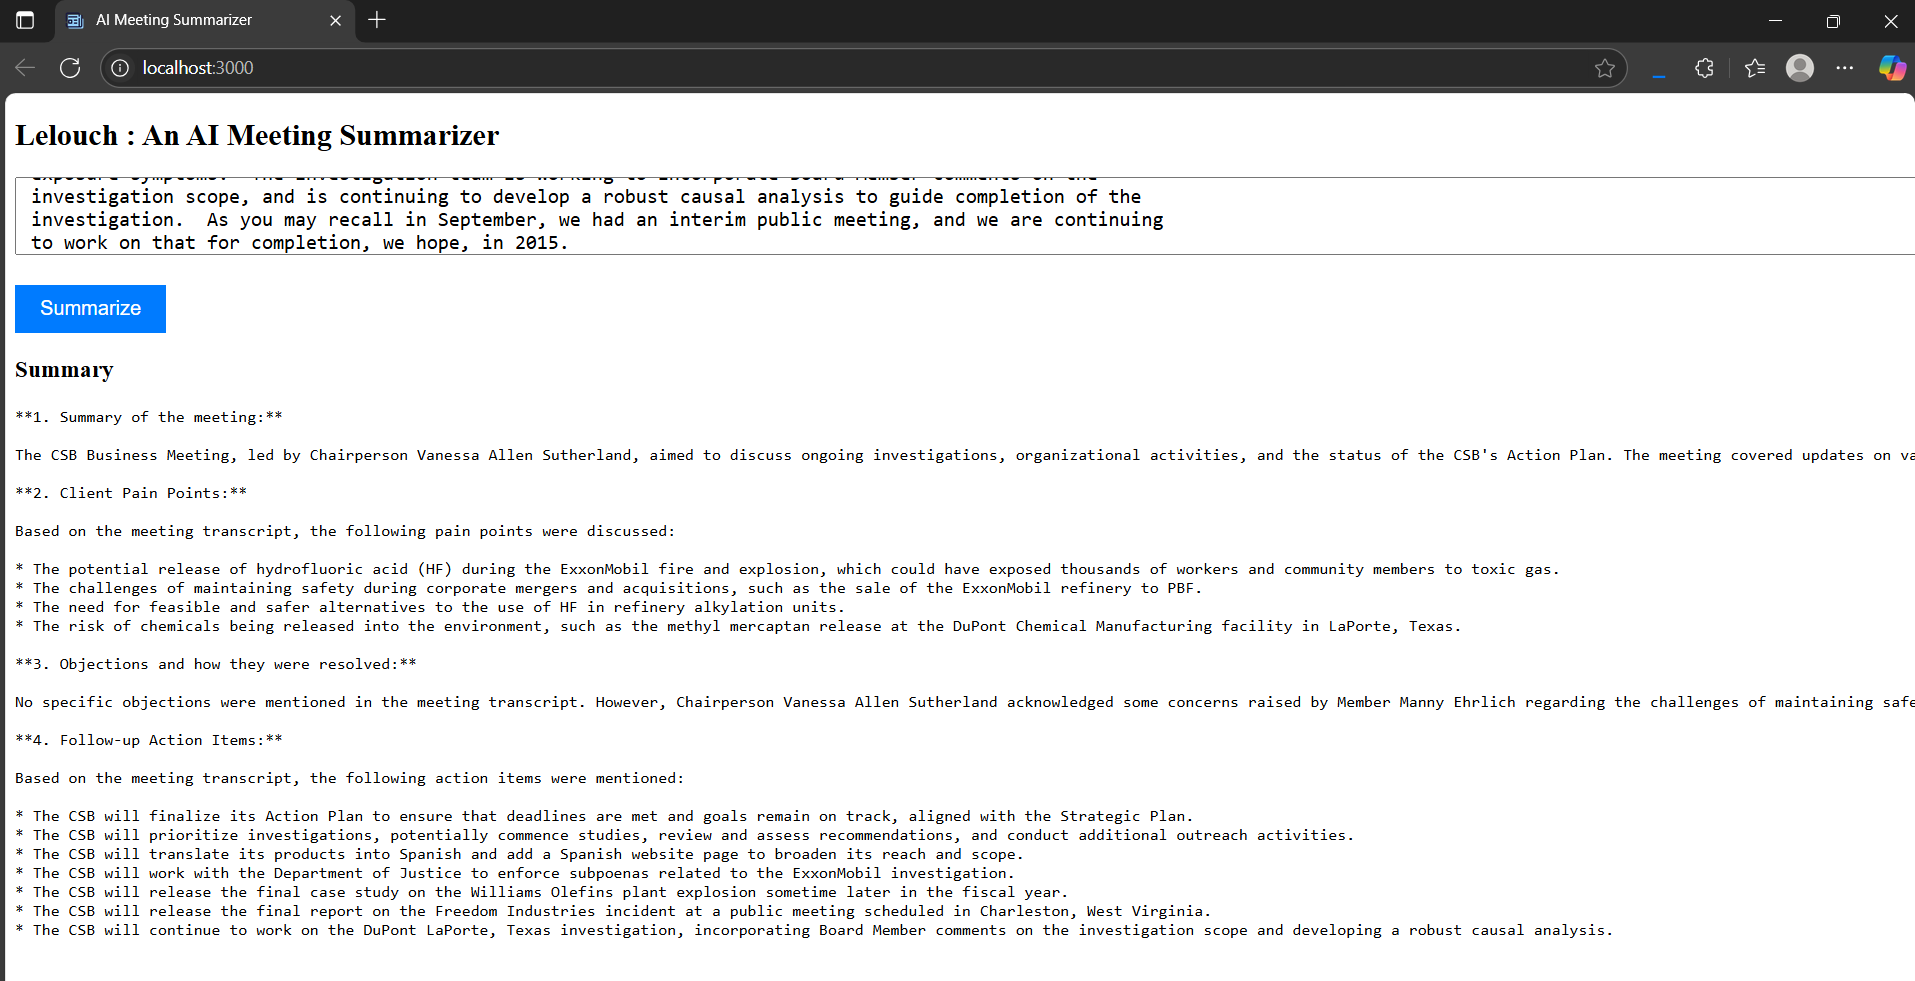 AI Meeting Summarizer
localhost:3000
Lelouch : An AI Meeting Summarizer
exposure symptoms. The investigation team is working to incorporate Board Member comments on the
investigation scope, and is continuing to develop a robust causal analysis to guide completion of the
investigation.  As you may recall in September, we had an interim public meeting, and we are continuing
to work on that for completion, we hope, in 2015.
Summarize
Summary
**1. Summary of the meeting:**
The CSB Business Meeting, led by Chairperson Vanessa Allen Sutherland, aimed to discuss ongoing investigations, organizational activities, and the status of the CSB's Action Plan. The meeting covered updates on va
**2. Client Pain Points:**
Based on the meeting transcript, the following pain points were discussed:
* The potential release of hydrofluoric acid (HF) during the ExxonMobil fire and explosion, which could have exposed thousands of workers and community members to toxic gas.
* The challenges of maintaining safety during corporate mergers and acquisitions, such as the sale of the ExxonMobil refinery to PBF.
* The need for feasible and safer alternatives to the use of HF in refinery alkylation units.
* The risk of chemicals being released into the environment, such as the methyl mercaptan release at the DuPont Chemical Manufacturing facility in LaPorte, Texas.
**3. Objections and how they were resolved:**
No specific objections were mentioned in the meeting transcript. However, Chairperson Vanessa Allen Sutherland acknowledged some concerns raised by Member Manny Ehrlich regarding the challenges of maintaining safe
**4. Follow-up Action Items:**
Based on the meeting transcript, the following action items were mentioned:
* The CSB will finalize its Action Plan to ensure that deadlines are met and goals remain on track, aligned with the Strategic Plan.
* The CSB will prioritize investigations, potentially commence studies, review and assess recommendations, and conduct additional outreach activities.
* The CSB will translate its products into Spanish and add a Spanish website page to broaden its reach and scope.
* The CSB will work with the Department of Justice to enforce subpoenas related to the ExxonMobil investigation.
* The CSB will release the final case study on the Williams Olefins plant explosion sometime later in the fiscal year.
* The CSB will release the final report on the Freedom Industries incident at a public meeting scheduled in Charleston, West Virginia.
* The CSB will continue to work on the DuPont LaPorte, Texas investigation, incorporating Board Member comments on the investigation scope and developing a robust causal analysis.